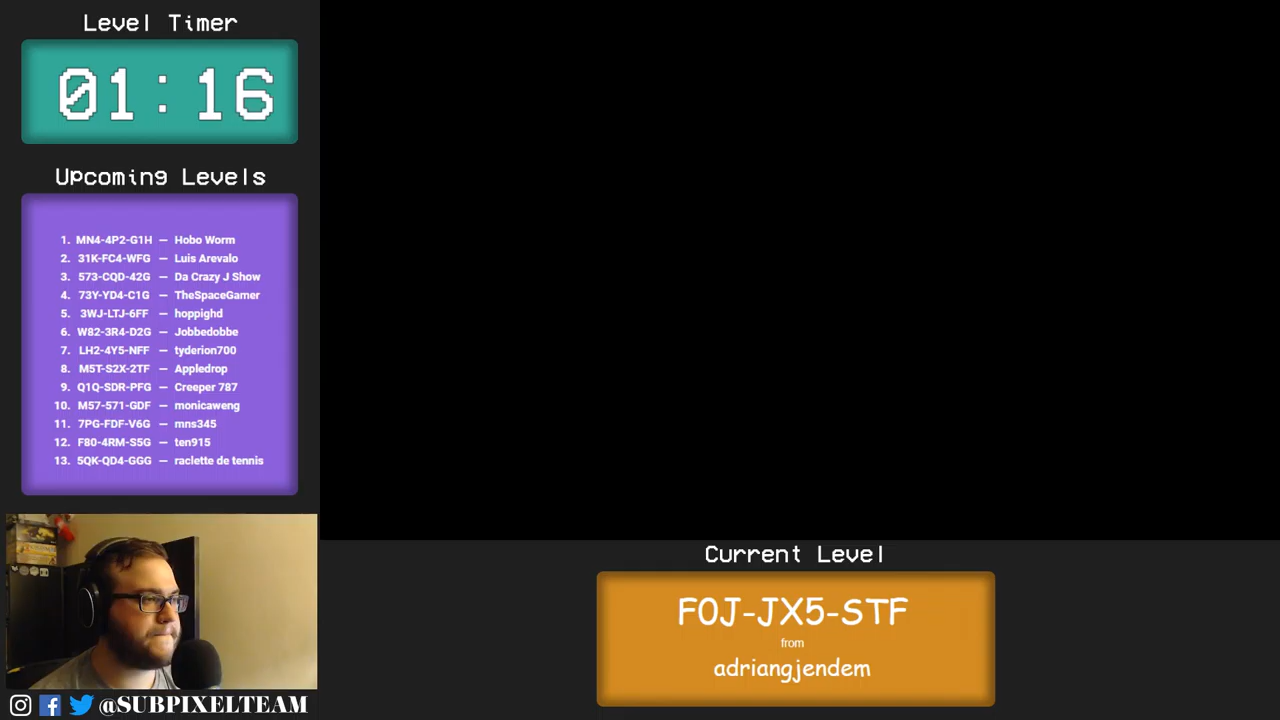 Level Timer
01:16
Upcoming Levels
1. MN4-4P2-G1H — Hobo Worm
2. 31K-FC4-WFG — Luis Arevalo
3. 573-CQD-42G — Da Crazy J Show
4. 73Y-YD4-C1G — TheSpaceGamer
5. 3WJ-LTJ-6FF — hoppighd
6. W82-3R4-D2G — Jobbedobbe
7. LH2-4Y5-NFF — tyderion700
8. M5T-S2X-2TF — Appledrop
9. Q1Q-SDR-PFG — Creeper 787
10. M57-571-GDF — monicaweng
11. 7PG-FDF-V6G — mns345
12. F80-4RM-S5G — ten915
13. 5QK-QD4-GGG — raclette de tennis
@SUBPIXELTEAM
Current Level
F0J-JX5-STF
from
adriangjendem